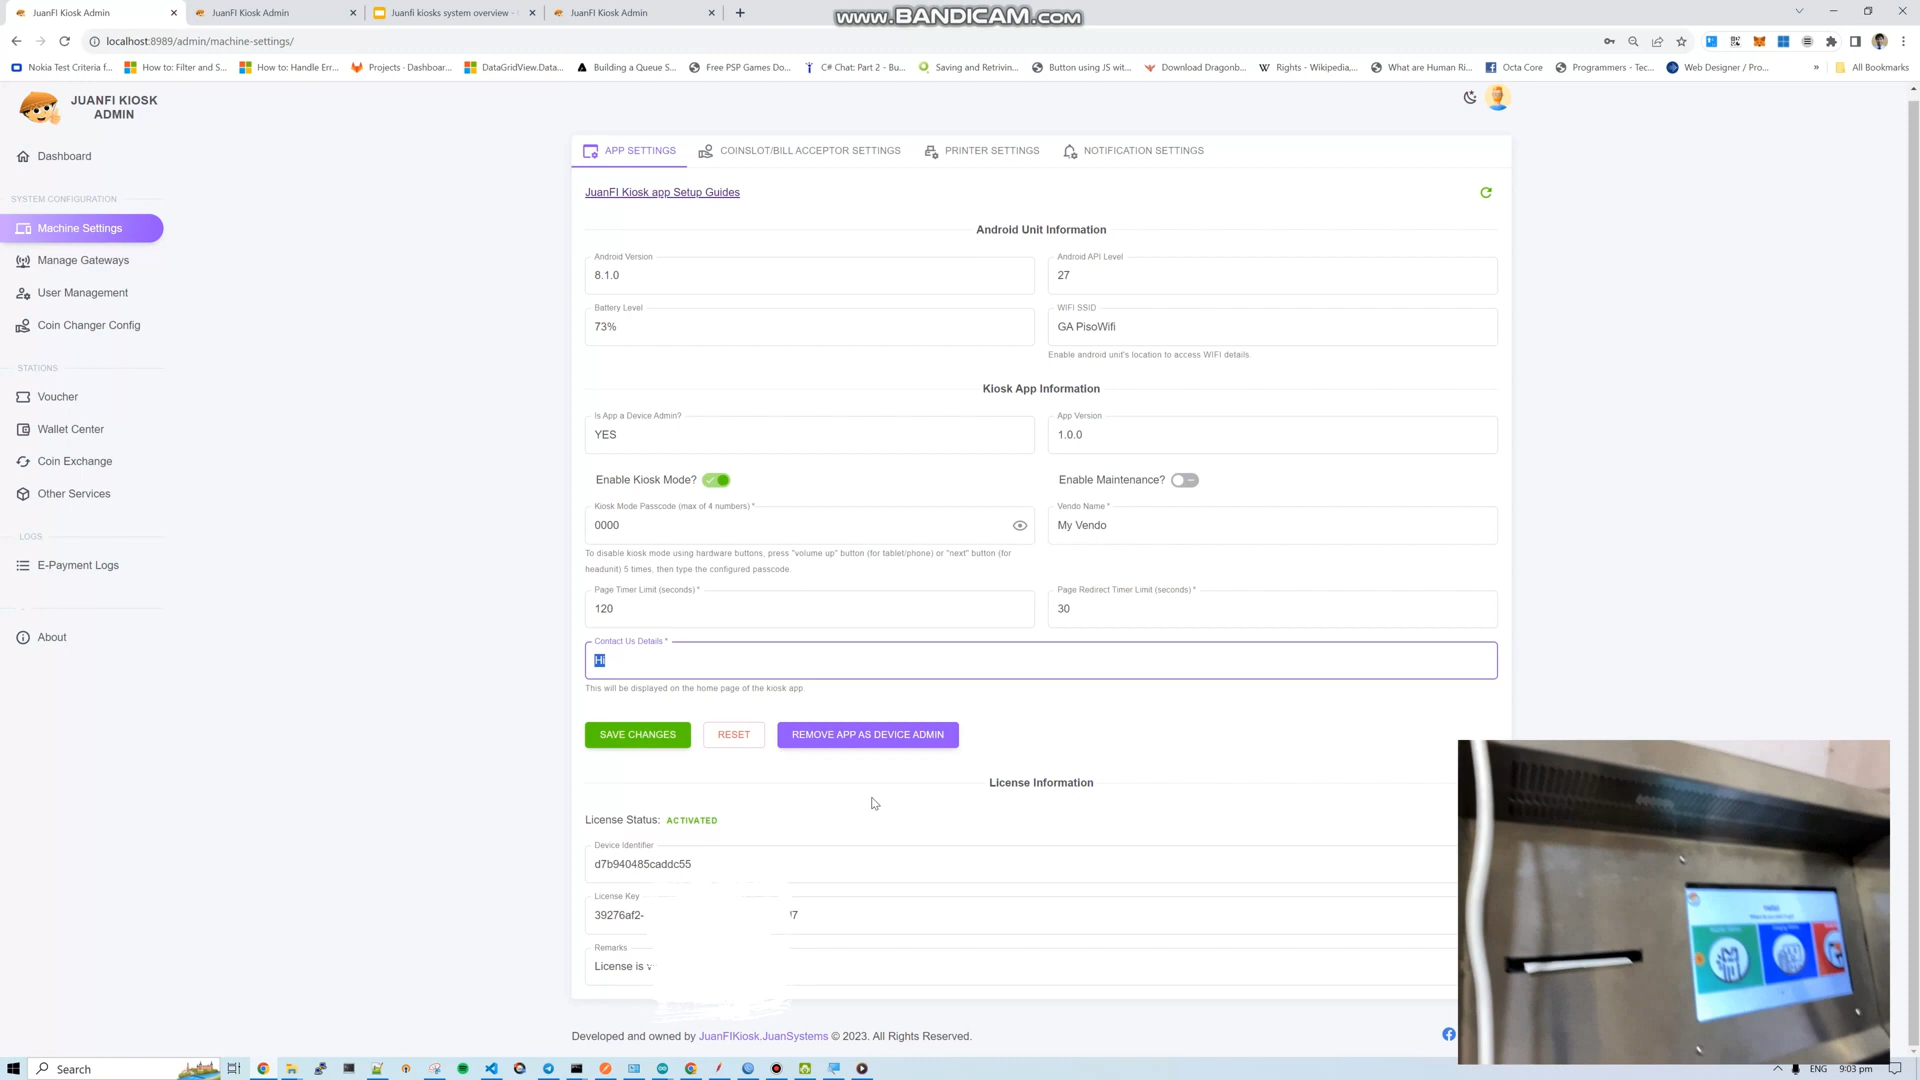 JuanFI Kiosk Admin
JuanFI Kiosk Admin
Juanfi kiosks system overview -
JuanFI Kiosk Admin
www.BANDICAM.com
localhost:8989/admin/machine-settings/
Nokia Test Criteria f...
How to: Filter and S...
How to: Handle Err...
Projects · Dashboar...
DataGridView.Data...
Building a Queue S...
Free PSP Games Do...
C# Chat: Part 2 - Bu...
Saving and Retrivin...
Button using JS wit...
Download Dragonb...
Rights - Wikipedia,...
What are Human Ri...
Octa Core
Programmers - Tec...
Web Designer / Pro...
»
All Bookmarks
JUANFI KIOSK
ADMIN
Dashboard
SYSTEM CONFIGURATION
Machine Settings
Manage Gateways
User Management
Coin Changer Config
STATIONS
Voucher
Wallet Center
Coin Exchange
Other Services
LOGS
E-Payment Logs
About
APP SETTINGS
COINSLOT/BILL ACCEPTOR SETTINGS
PRINTER SETTINGS
NOTIFICATION SETTINGS
JuanFI Kiosk app Setup Guides
Android Unit Information
Android Version
8.1.0
Android API Level
27
Battery Level
73%
WIFI SSID
GA PisoWifi
Enable android unit's location to access WIFI details.
Kiosk App Information
Is App a Device Admin?
YES
App Version
1.0.0
Enable Kiosk Mode?
Enable Maintenance?
Kiosk Mode Passcode (max of 4 numbers) *
0000
Vendo Name *
My Vendo
To disable kiosk mode using hardware buttons, press "volume up" button (for tablet/phone) or "next" button (for
headunit) 5 times, then type the configured passcode.
Page Timer Limit (seconds) *
120
Page Redirect Timer Limit (seconds) *
30
Contact Us Details *
Hi
This will be displayed on the home page of the kiosk app.
SAVE CHANGES
RESET
REMOVE APP AS DEVICE ADMIN
License Information
License Status: ACTIVATED
Device Identifier
d7b940485caddc55
License Key
39276af2-
Remarks
License is
Developed and owned by JuanFIKiosk.JuanSystems © 2023. All Rights Reserved.
Search
ENG
9:03 pm